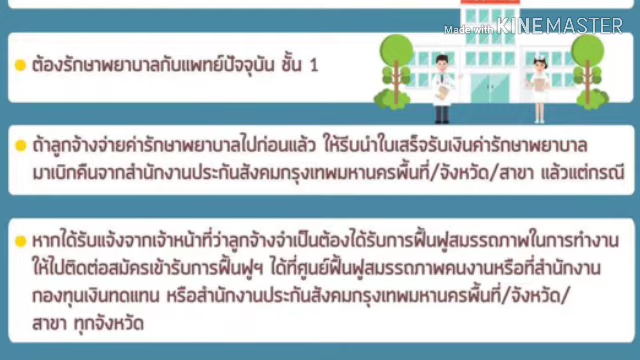 Made with KINEMASTER
ต้องรักษาพยาบาลกับแพทย์ปัจจุบัน ชั้น 1
ถ้าลูกจ้างจ่ายค่ารักษาพยาบาลไปก่อนแล้ว ให้รีบนำใบเสร็จรับเงินค่ารักษาพยาบาล
มาเบิกคืนจากสำนักงานประกันสังคมกรุงเทพมหานครพื้นที่/จังหวัด/สาขา แล้วแต่กรณี
หากได้รับแจ้งจากเจ้าหน้าที่ว่าลูกจ้างจำเป็นต้องได้รับการฟื้นฟูสมรรถภาพในการทำงาน
ให้ไปติดต่อสมัครเข้ารับการฟื้นฟูฯ ได้ที่ศูนย์ฟื้นฟูสมรรถภาพคนงานหรือที่สำนักงาน
กองทุนเงินทดแทน หรือสำนักงานประกันสังคมกรุงเทพมหานครพื้นที่/จังหวัด/
สาขา ทุกจังหวัด